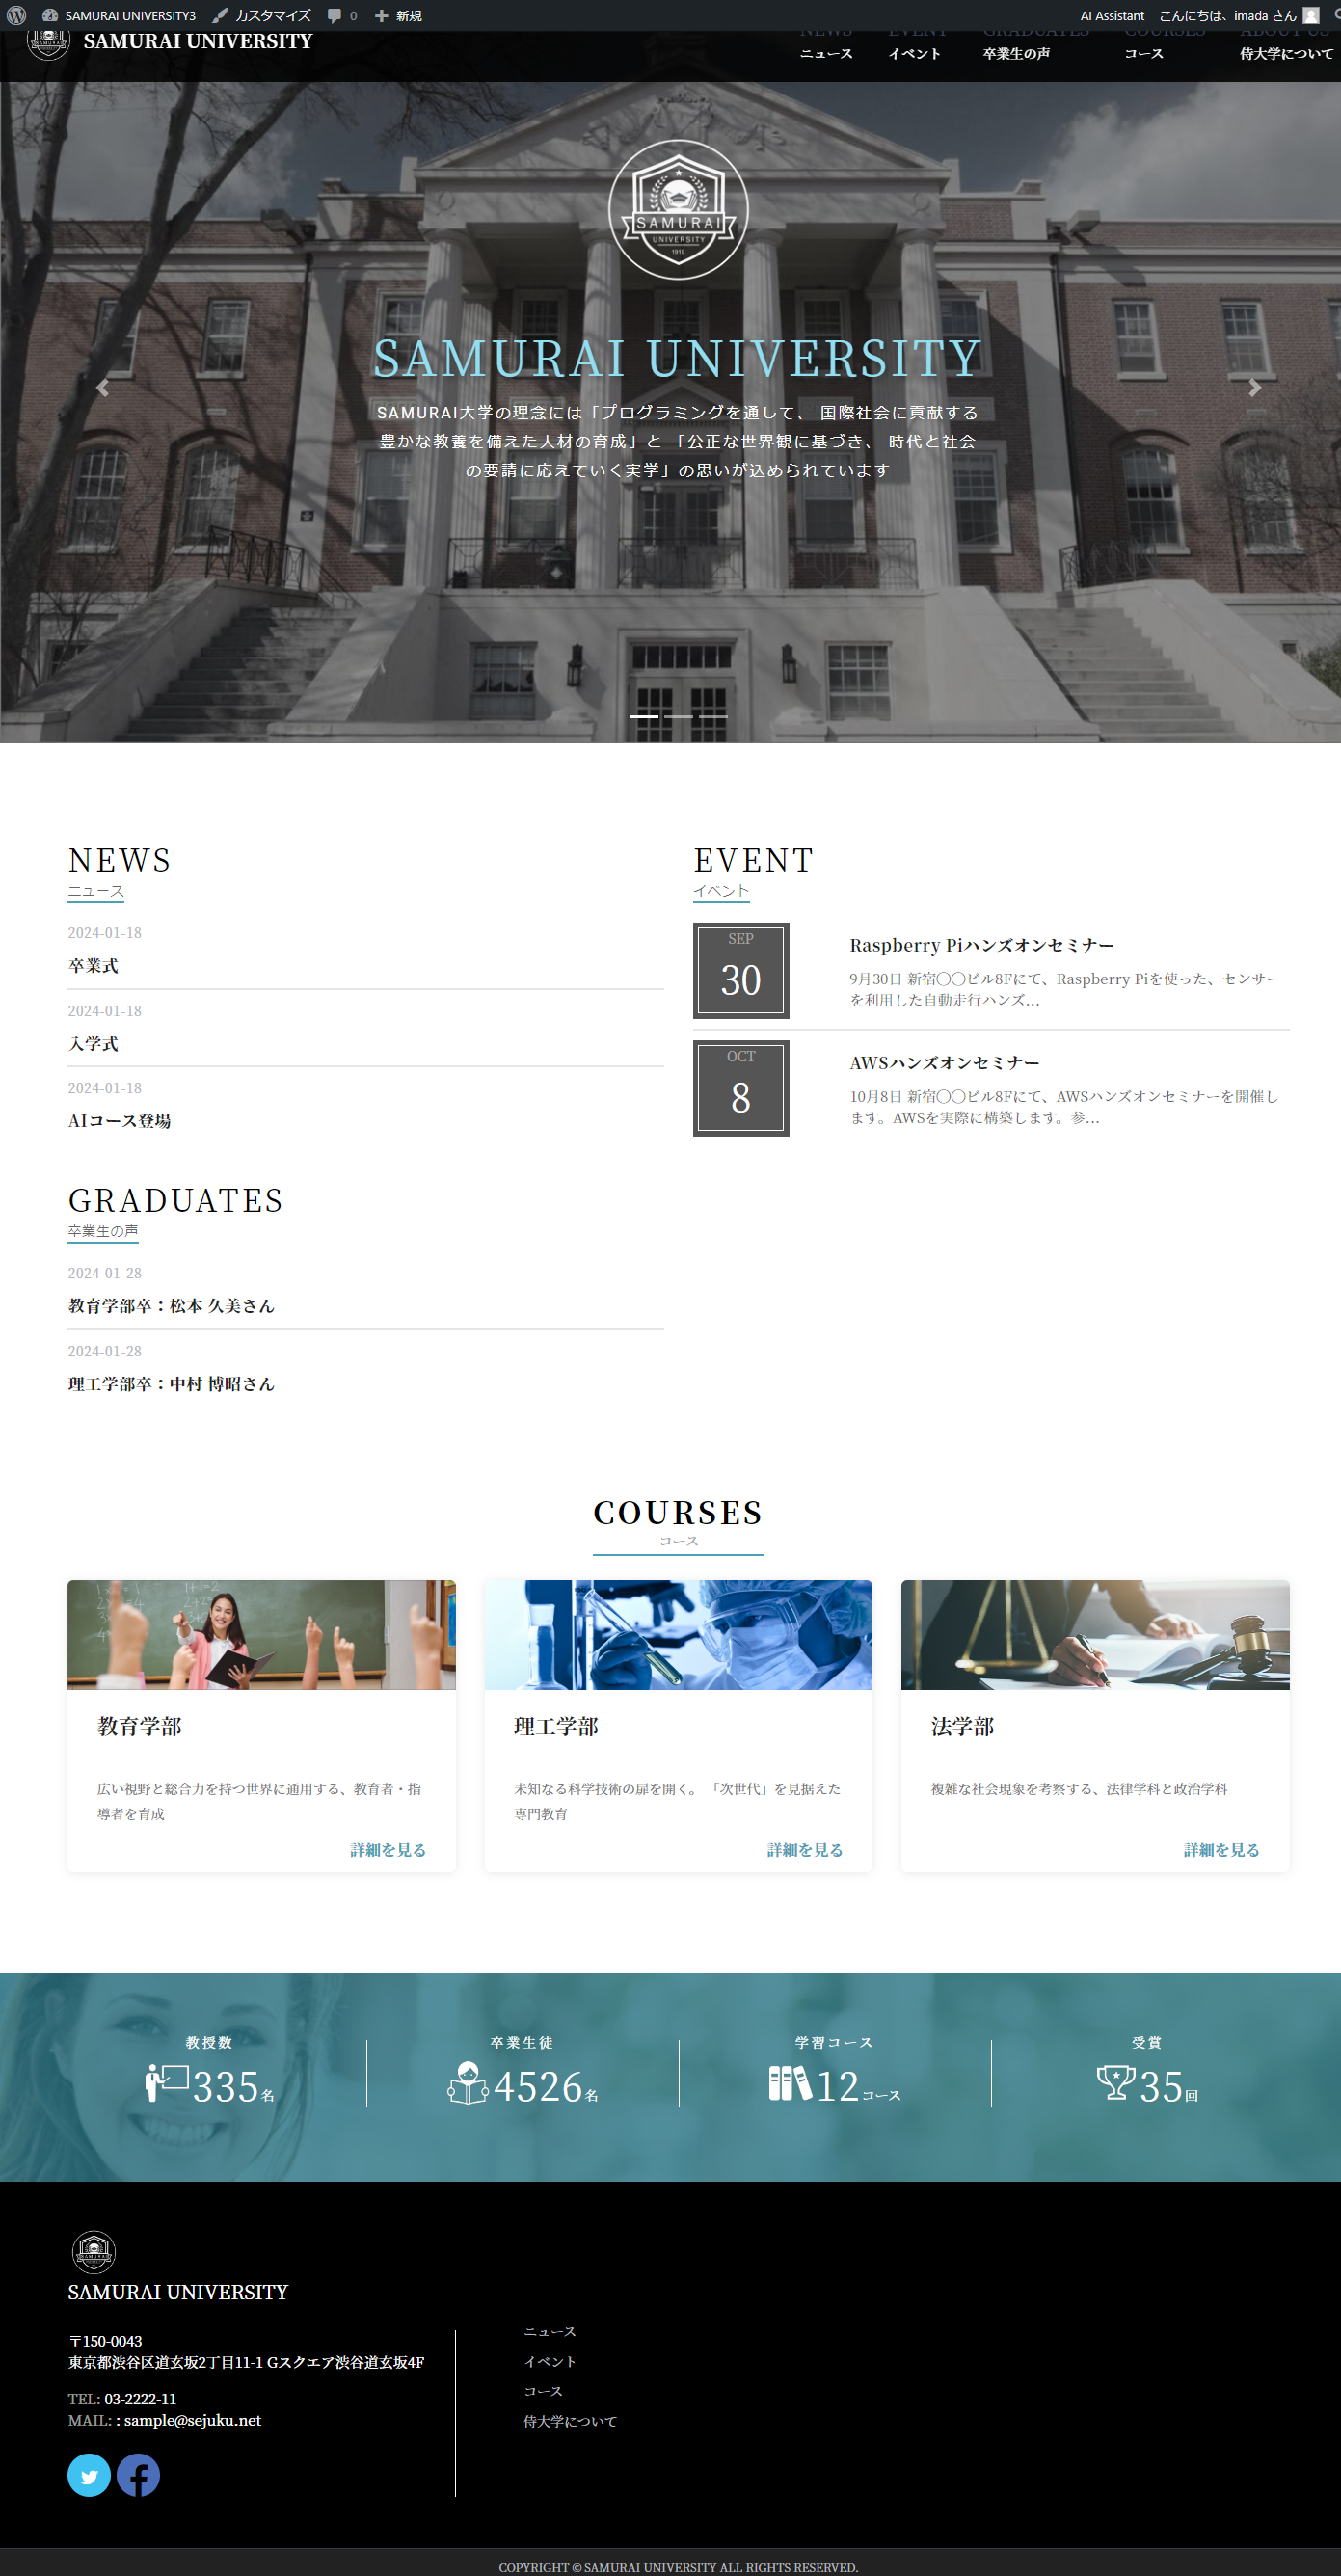 SAMURAI UNIVERSITY3 カスタマイズ 0 新規 AI Assistant こんにちは、imada さん
SAMURAI UNIVERSITY
NEWS EVENT GRADUATES COURSES ABOUT US
ニュース イベント 卒業生の声 コース 侍大学について
SAMURAI
UNIVERSITY
1919
SAMURAI UNIVERSITY
SAMURAI大学の理念には「プログラミングを通して、 国際社会に貢献する
豊かな教養を備えた人材の育成」と 「公正な世界観に基づき、 時代と社会
の要請に応えていく実学」の思いが込められています
NEWS
ニュース
2024-01-18
卒業式
2024-01-18
入学式
2024-01-18
AIコース登場
EVENT
イベント
SEP
30
Raspberry Piハンズオンセミナー
9月30日 新宿◯◯ビル8Fにて、Raspberry Piを使った、センサー
を利用した自動走行ハンズ...
OCT
8
AWSハンズオンセミナー
10月8日 新宿◯◯ビル8Fにて、AWSハンズオンセミナーを開催し
ます。AWSを実際に構築します。参...
GRADUATES
卒業生の声
2024-01-28
教育学部卒：松本 久美さん
2024-01-28
理工学部卒：中村 博昭さん
COURSES
コース
教育学部
広い視野と総合力を持つ世界に通用する、教育者・指
導者を育成
詳細を見る
理工学部
未知なる科学技術の扉を開く。 「次世代」を見据えた
専門教育
詳細を見る
法学部
複雑な社会現象を考察する、法律学科と政治学科
詳細を見る
教授数
335名
卒業生徒
4526名
学習コース
12コース
受賞
35回
SAMURAI UNIVERSITY
〒150-0043
東京都渋谷区道玄坂2丁目11-1 Gスクエア渋谷道玄坂4F
TEL: 03-2222-11
MAIL: : sample@sejuku.net
ニュース
イベント
コース
侍大学について
COPYRIGHT © SAMURAI UNIVERSITY ALL RIGHTS RESERVED.